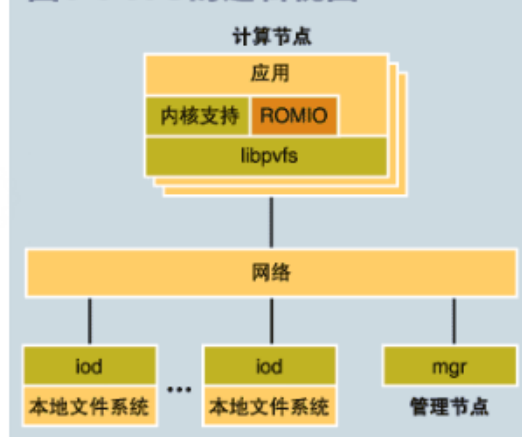 计算节点
应用
内核支持 ROMIO
libpvfs
网络
iod iod mgr
本地文件系统 ... 本地文件系统 管理节点